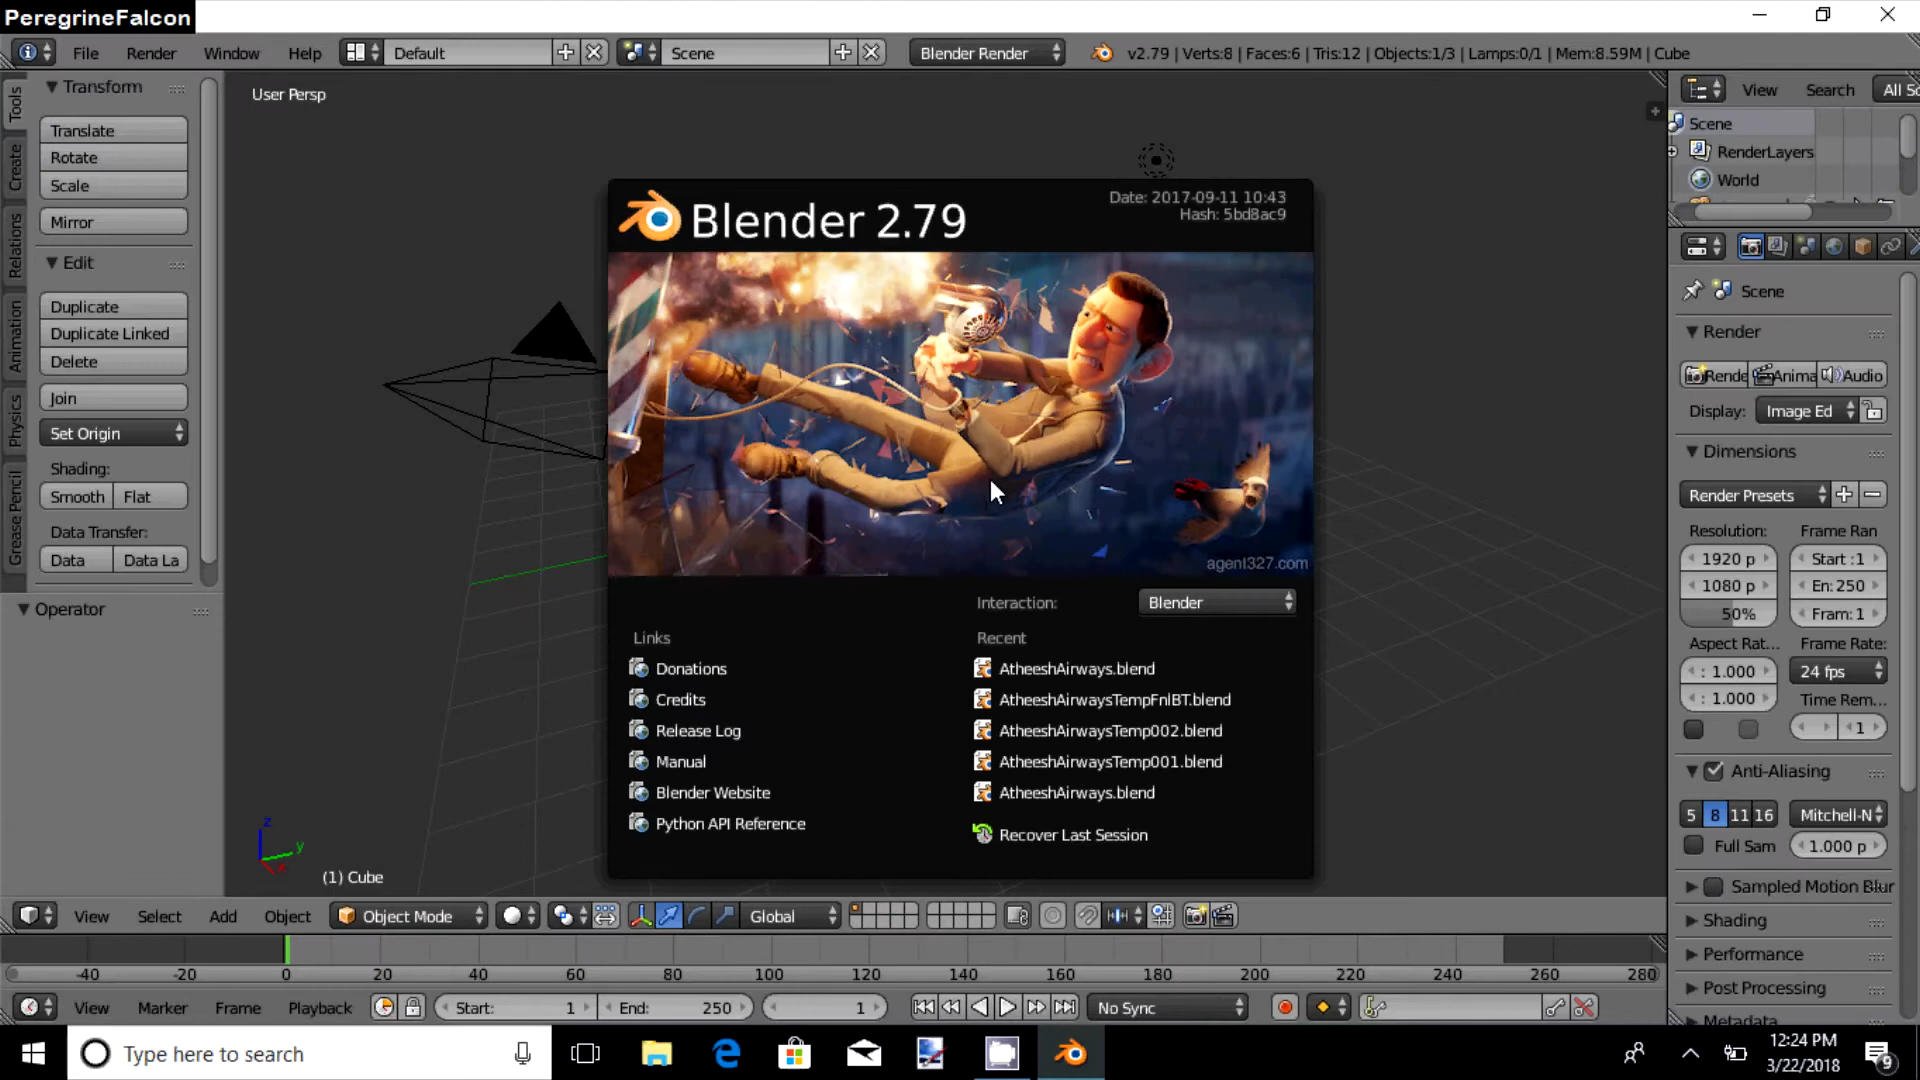 PeregrineFalcon
File Render Window Help Default Scene Blender Render v2.79 | Verts:8 | Faces:6 | Tris:12 | Objects:1/3 | Lamps:0/1 | Mem:8.59M | Cube
Tools
Create
Relations
Animation
Physics
Grease Pencil
Transform
Translate
Rotate
Scale
Mirror
Edit
Duplicate
Duplicate Linked
Delete
Join
Set Origin
Shading:
Smooth Flat
Data Transfer:
Data Data La
Operator
User Persp
Blender 2.79
Date: 2017-09-11 10:43
Hash: 5bd8ac9
agent327.com
Interaction: Blender
Links
Donations
Credits
Release Log
Manual
Blender Website
Python API Reference
Recent
AtheeshAirways.blend
AtheeshAirwaysTempFnlBT.blend
AtheeshAirwaysTemp002.blend
AtheeshAirwaysTemp001.blend
AtheeshAirways.blend
Recover Last Session
z
y
x
(1) Cube
View Search All Sc
Scene
RenderLayers
World
Scene
Render
Rende Anima Audio
Display: Image Ed
Dimensions
Render Presets
Resolution: Frame Ran
1920 p Start :1
1080 p En: 250
50% Fram: 1
Aspect Rat... Frame Rate:
: 1.000 24 fps
: 1.000 Time Rem...
1
Anti-Aliasing
5 8 11 16 Mitchell-N
Full Sam 1.000 p
Sampled Motion Blur
Shading
Performance
Post Processing
Metadata
View Select Add Object Object Mode Global
-40 -20 0 20 40 60 80 100 120 140 160 180 200 220 240 260 280
View Marker Frame Playback Start: 1 End: 250 1 No Sync
Type here to search
12:24 PM
3/22/2018
9